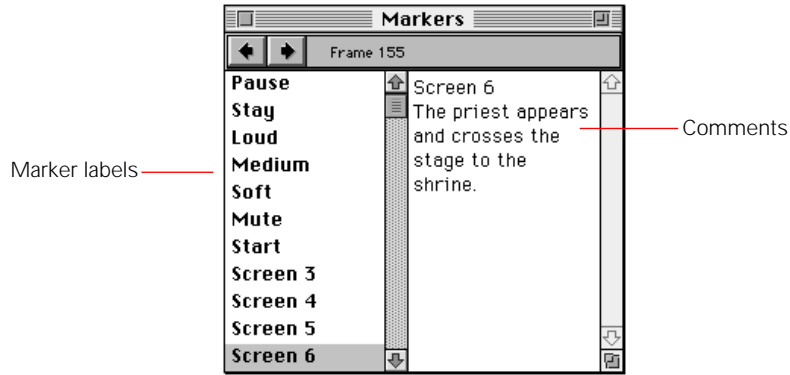 Markers
Frame 155
Pause
Stay
Loud
Medium
Soft
Mute
Start
Screen 3
Screen 4
Screen 5
Screen 6
Screen 6
The priest appears
and crosses the
stage to the
shrine.
Marker labels
Comments